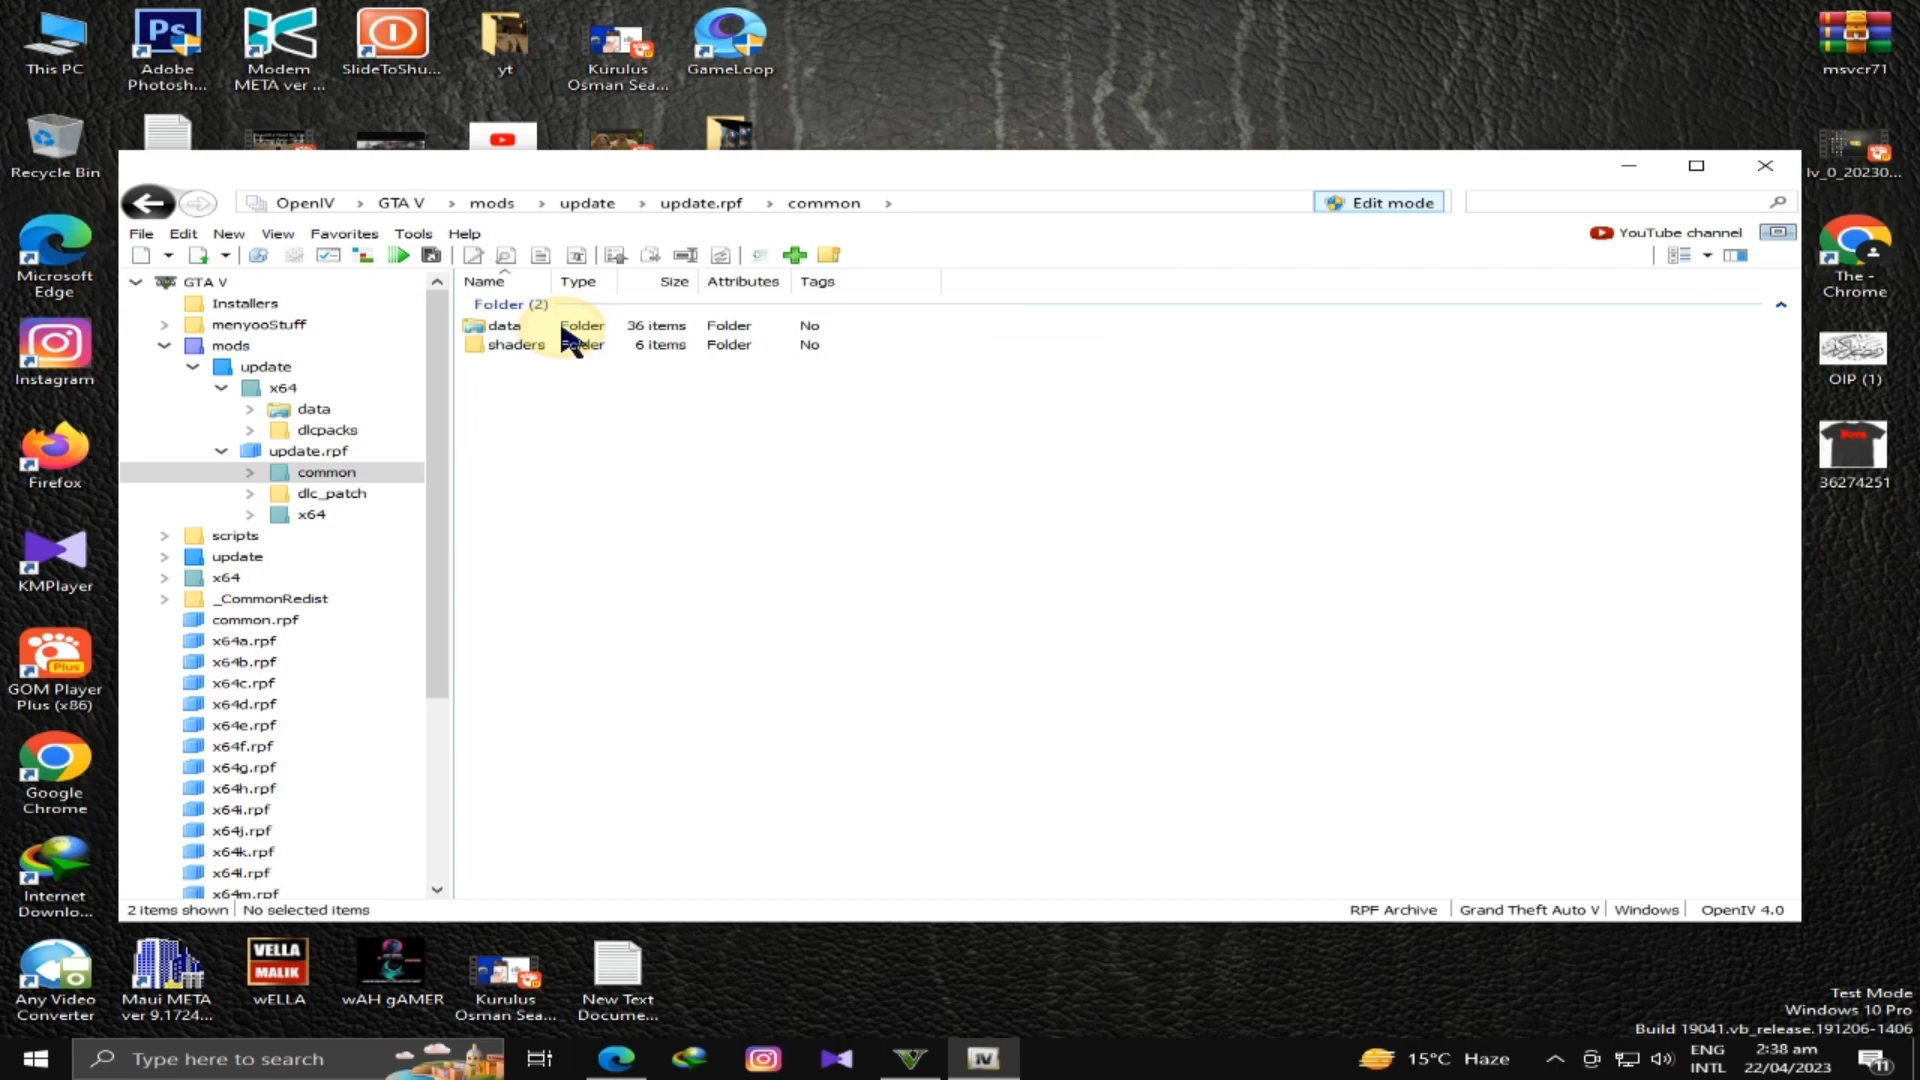 This PC
Adobe
Photosh...
Modem
META ver ...
SlideToShu...
yt
Kurulus
Osman Sea...
GameLoop
msvcr71
Recycle Bin
lv_0_20230...
OpenIV > GTA V > mods > update > update.rpf > common >
Edit mode
File Edit New View Favorites Tools Help
YouTube channel
Microsoft
Edge
The -
Chrome
Instagram
OIP (1)
Firefox
36274251
KMPlayer
GOM Player
Plus (x86)
Google
Chrome
Internet
Downlo...
GTA V
Installers
menyooStuff
mods
update
x64
data
dlcpacks
update.rpf
common
dlc_patch
x64
scripts
update
x64
_CommonRedist
common.rpf
x64a.rpf
x64b.rpf
x64c.rpf
x64d.rpf
x64e.rpf
x64f.rpf
x64g.rpf
x64h.rpf
x64i.rpf
x64j.rpf
x64k.rpf
x64l.rpf
x64m.rpf
Name Type Size Attributes Tags
Folder (2)
data Folder 36 items Folder No
shaders Folder 6 items Folder No
2 items shown No selected items
RPF Archive Grand Theft Auto V Windows OpenIV 4.0
Any Video
Converter
Maui META
ver 9.1724...
VELLA
MALIK
wELLA
wAH gAMER
Kurulus
Osman Sea...
New Text
Docume...
Test Mode
Windows 10 Pro
Build 19041.vb_release.191206-1406
Type here to search
15°C Haze
ENG
INTL
2:38 am
22/04/2023
11